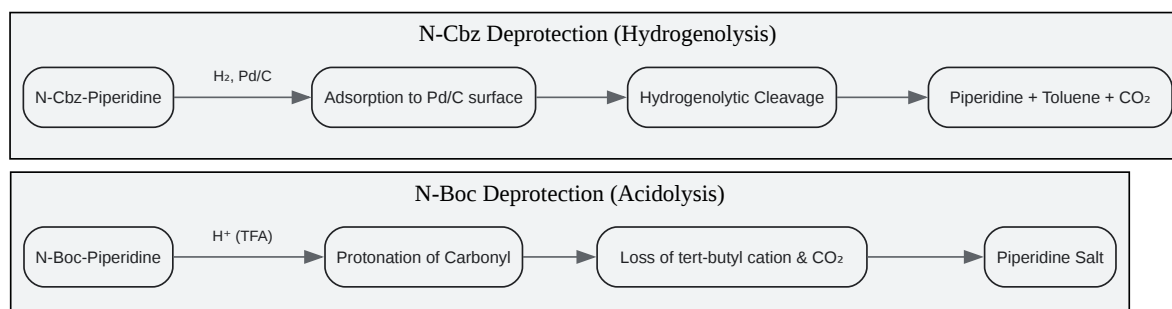 N-Cbz Deprotection (Hydrogenolysis)
H₂, Pd/C
N-Cbz-Piperidine
Adsorption to Pd/C surface
Hydrogenolytic Cleavage
Piperidine + Toluene + CO₂
N-Boc Deprotection (Acidolysis)
H⁺ (TFA)
N-Boc-Piperidine
Protonation of Carbonyl
Loss of tert-butyl cation & CO₂
Piperidine Salt